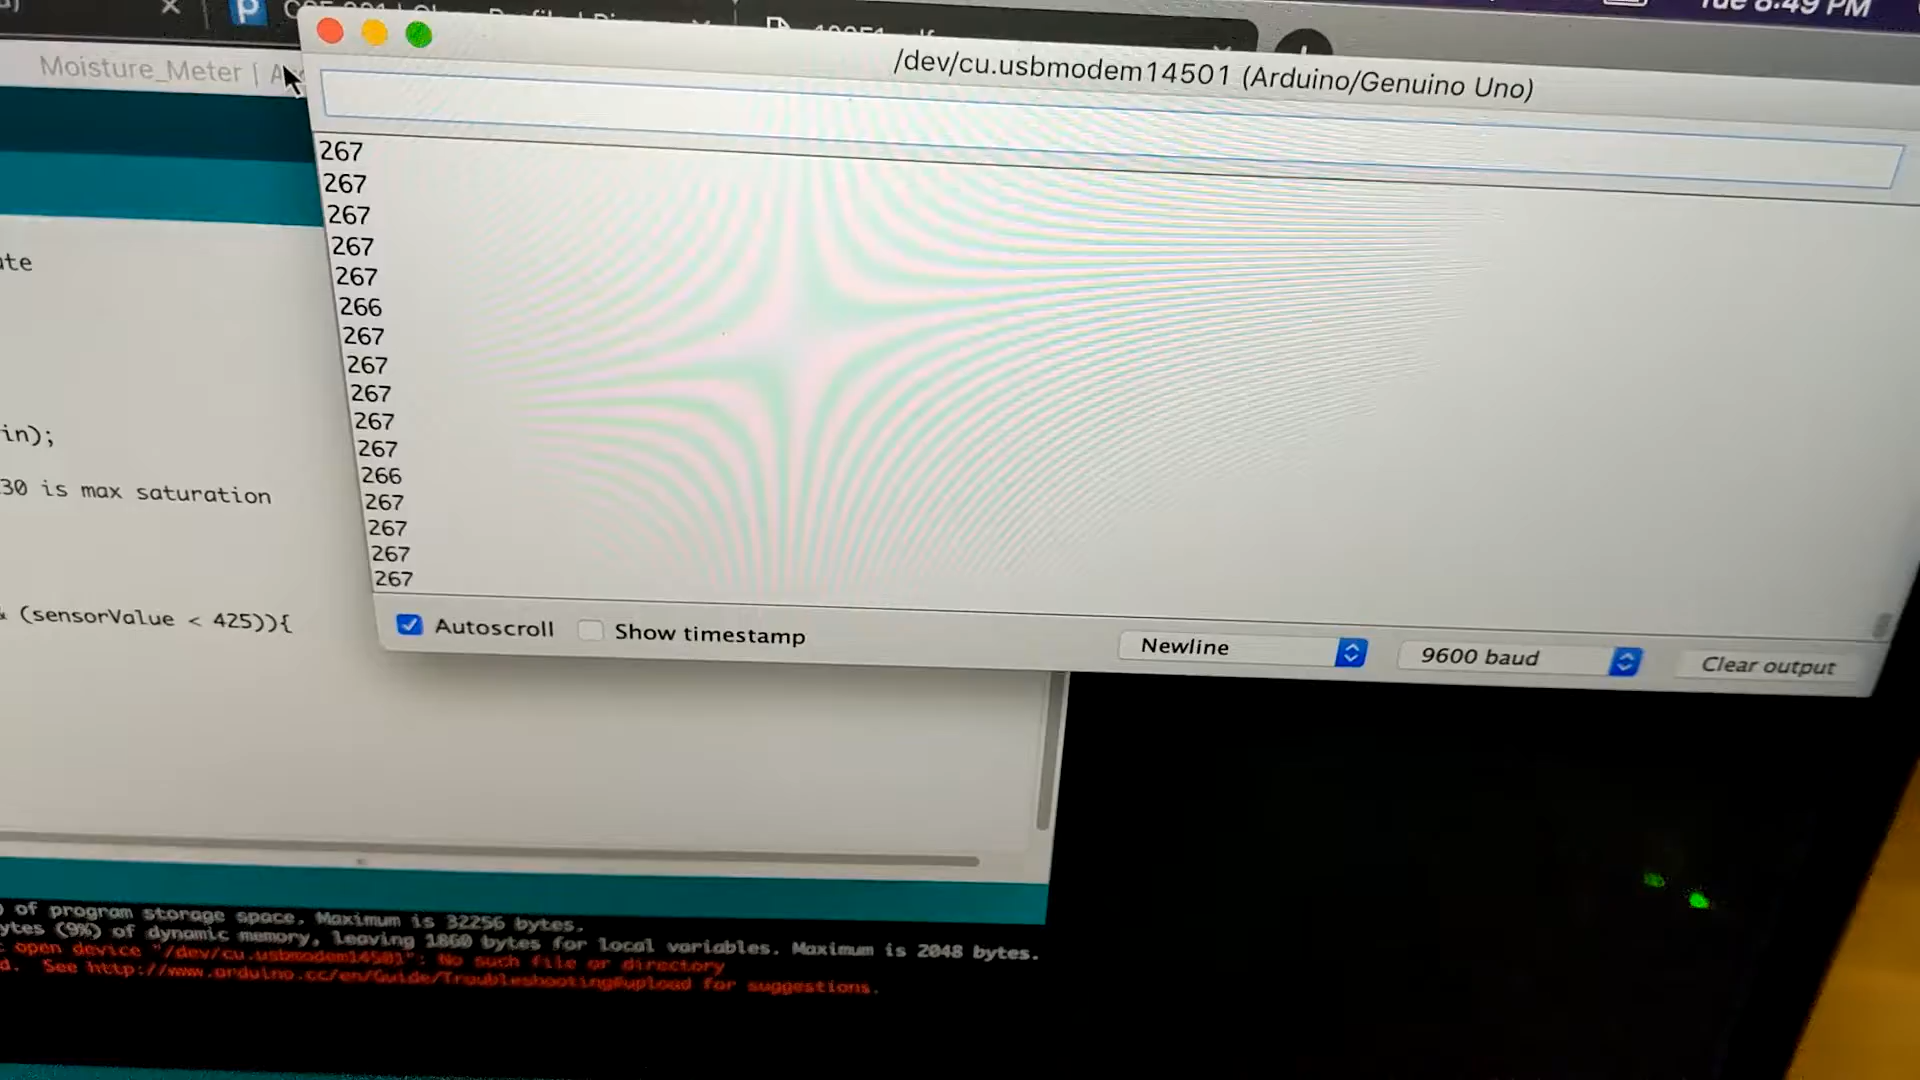 8:49 PM
Moisture_Meter |
/dev/cu.usbmodem14501 (Arduino/Genuino Uno)
267
267
267
267
267
266
267
267
267
267
267
266
267
267
267
267
Autoscroll
Show timestamp
Newline
9600 baud
Clear output
in);
30 is max saturation
(sensorValue < 425)){
of program storage space. Maximum is 32256 bytes.
(9%) of dynamic memory, leaving 1860 bytes for local variables. Maximum is 2048 bytes.
open device "/dev/cu.usbmodem14501": No such file or directory
d. See http://www.arduino.cc/en/Guide/Troubleshooting#upload for suggestions.